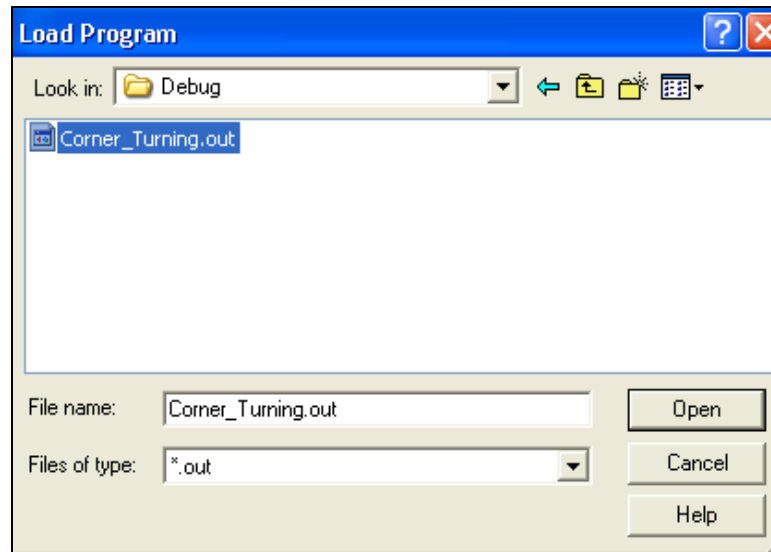 Load Program
Look in: Debug
Corner_Turning.out
File name: Corner_Turning.out Open
Files of type: *.out Cancel
Help